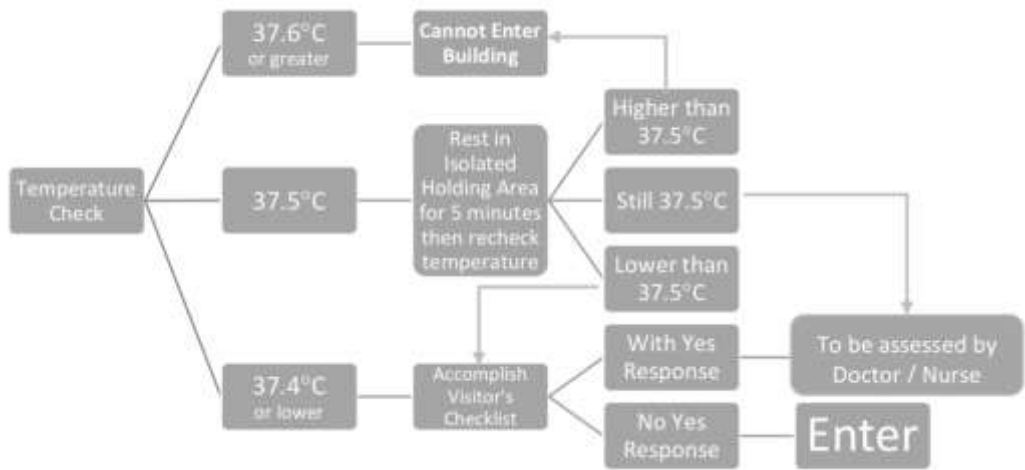 37.6°C
or greater
Cannot Enter
Building
Higher than
37.5°C
Temperature
Check
37.5°C
Rest in
Isolated
Holding Area
for 5 minutes
then recheck
temperature
Still 37.5°C
Lower than
37.5°C
37.4°C
or lower
Accomplish
Visitor's
Checklist
With Yes
Response
To be assessed by
Doctor / Nurse
No Yes
Response
Enter